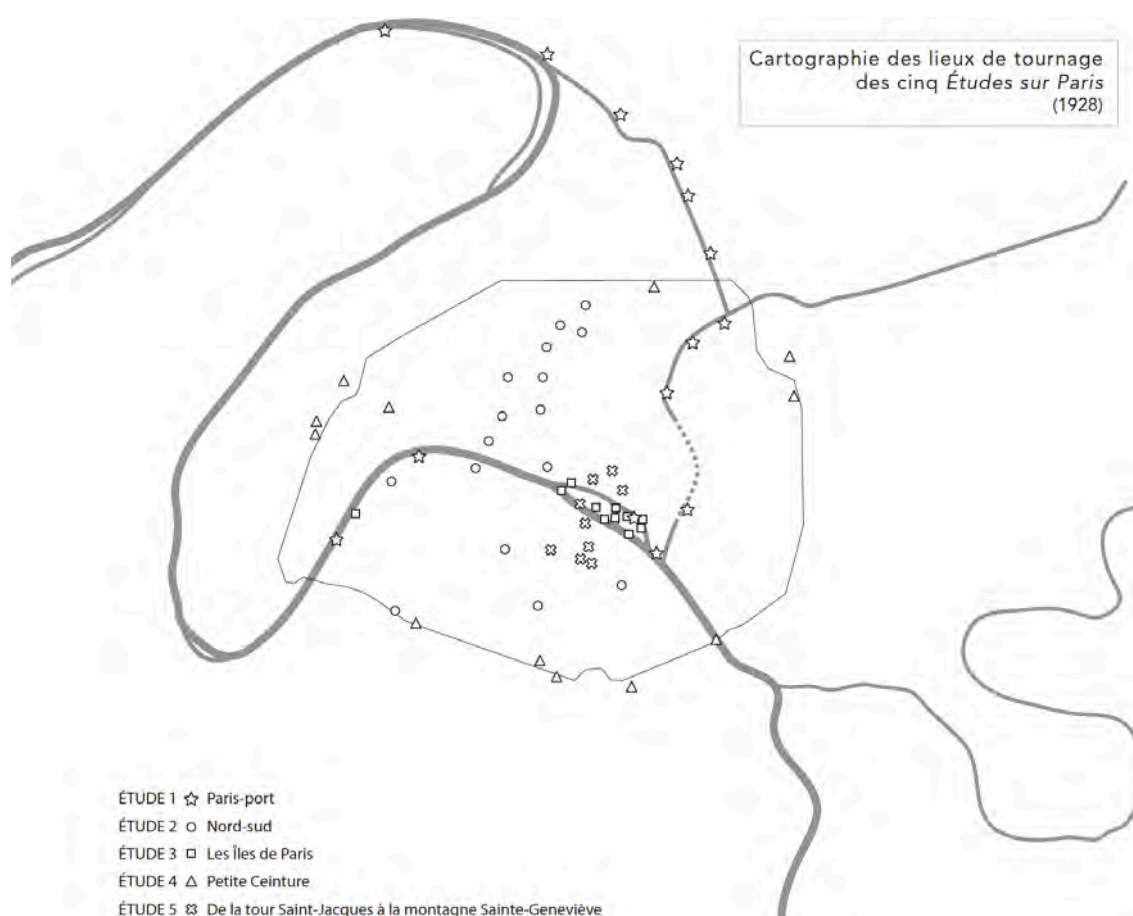 Cartographie des lieux de tournage
des cinq Études sur Paris
(1928)
ÉTUDE 1 Paris-port
ÉTUDE 2 Nord-sud
ÉTUDE 3 Les Îles de Paris
ÉTUDE 4 Petite Ceinture
ÉTUDE 5 De la tour Saint-Jacques à la montagne Sainte-Geneviève